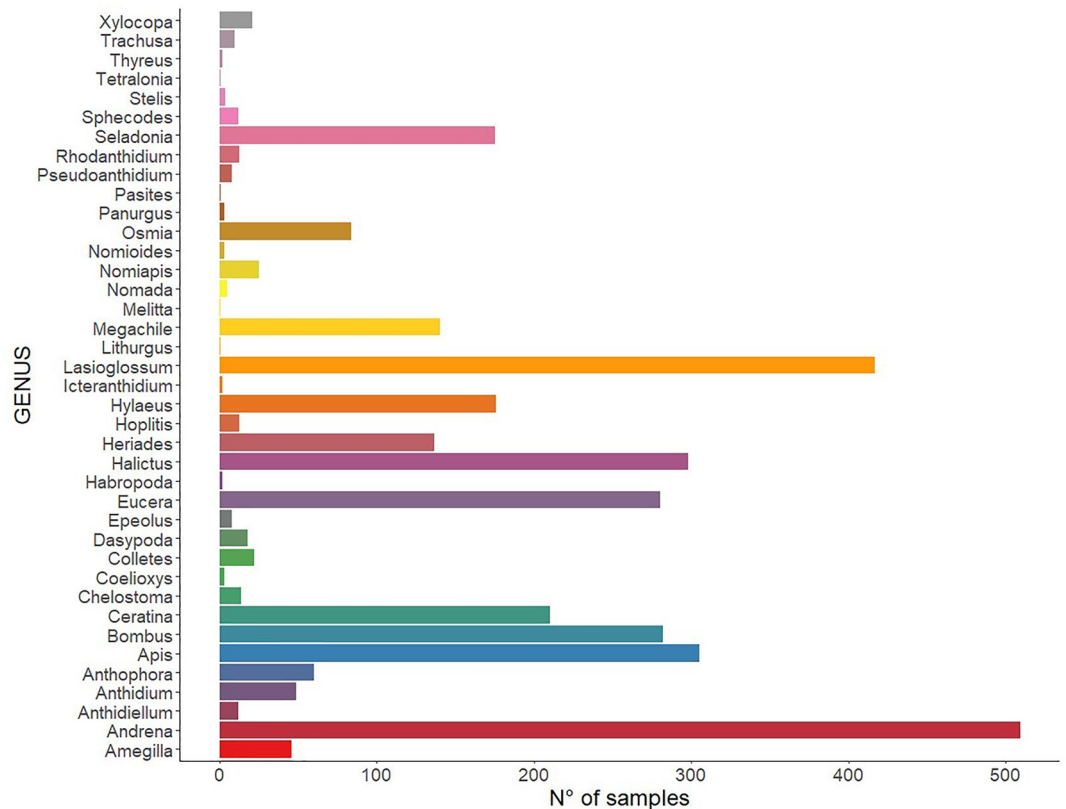 Xylocopa
Trachusa
Thyreus
Tetralonia
Stelis
Sphecodes
Seladonia
Rhodanthidium
Pseudoanthidium
Pasites
Panurgus
Osmia
Nomioides
Nomiapis
Nomada
Melitta
Megachile
Lithurgus
Lasioglossum
Icteranthidium
Hylaeus
Hoplitis
Heriades
Halictus
Habropoda
Eucera
Epeolus
Dasypoda
Colletes
Coelioxys
Chelostoma
Ceratina
Bombus
Apis
Anthophora
Anthidium
Anthidiellum
Andrena
Amegilla
GENUS
0 100 200 300 400 500
N° of samples